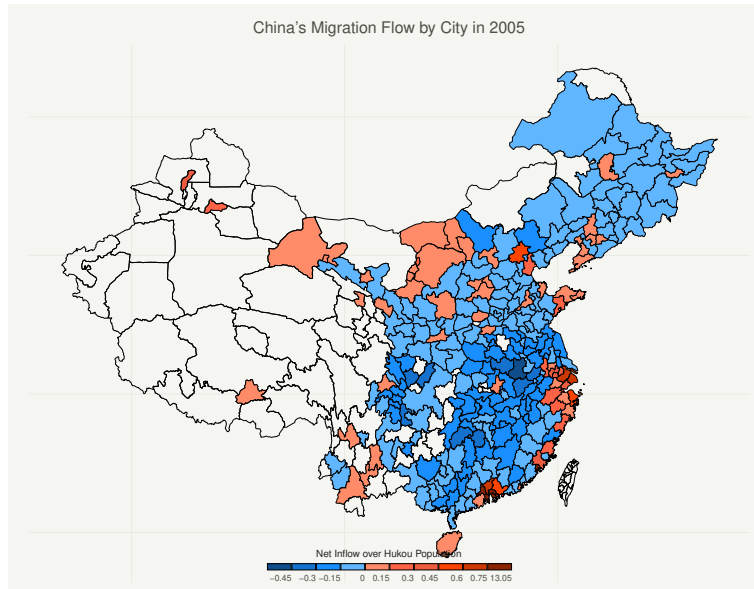 China's Migration Flow by City in 2005
Net Inflow over Hukou Population
−0.45 −0.3 −0.15 0 0.15 0.3 0.45 0.6 0.75 13.05